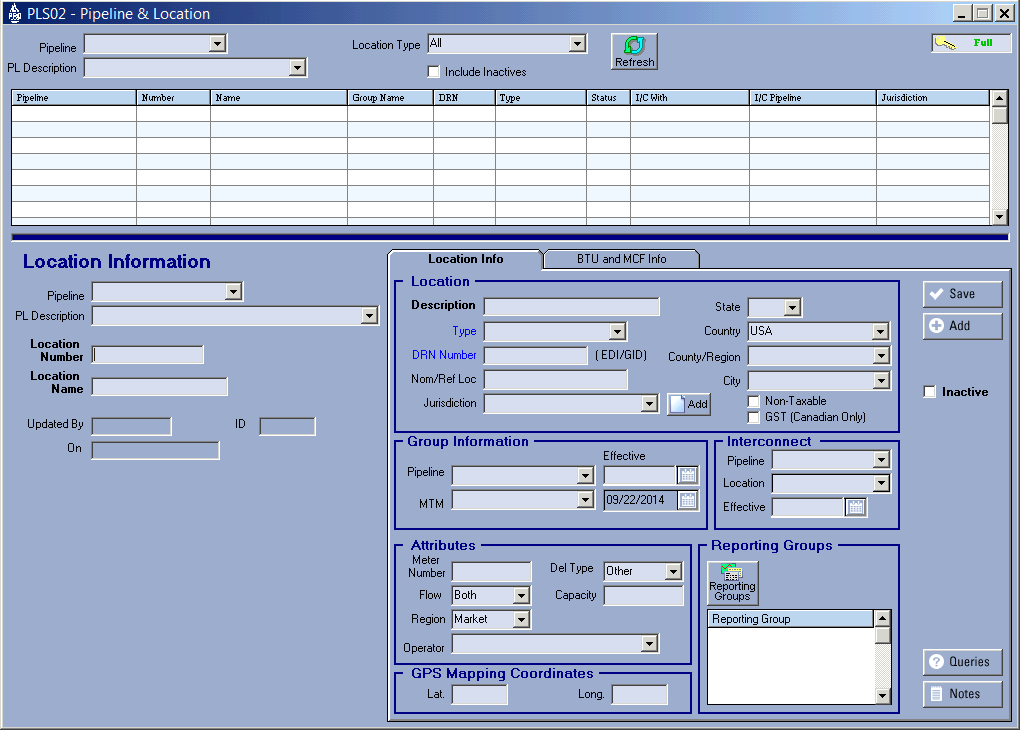 PLS02 - Pipeline & Location
Pipeline
Location Type All
Refresh
Full
PL Description
Include Inactives
Pipeline Number Name Group Name DRN Type Status I/C With I/C Pipeline Jurisdiction
Location Information
Pipeline
PL Description
Location Number
Location Name
Updated By ID
On
Location Info BTU and MCF Info
Location
Description State
Type Country USA
DRN Number ( EDI/GID) County/Region
Nom/Ref Loc City
Jurisdiction Add
Non-Taxable
GST (Canadian Only)
Group Information
Effective
Pipeline
MTM 09/22/2014
Interconnect
Pipeline
Location
Effective
Attributes
Meter Number Del Type Other
Flow Both Capacity
Region Market
Operator
GPS Mapping Coordinates
Lat. Long.
Reporting Groups
Reporting
Groups
Reporting Group
Save
Add
Inactive
Queries
Notes